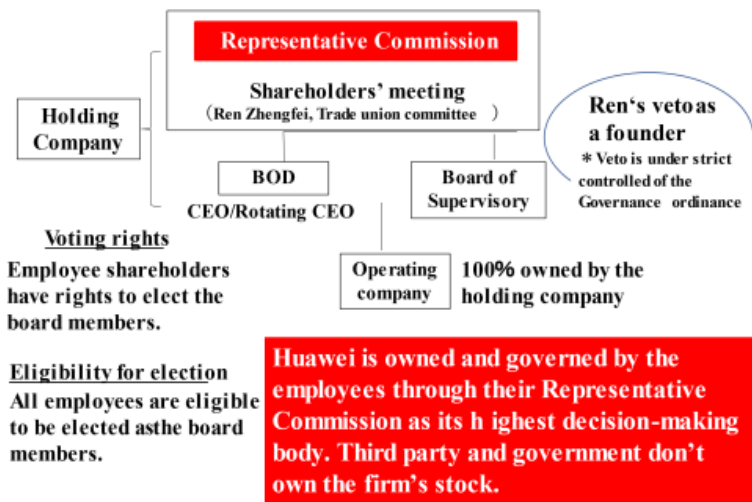 Representative Commission
Shareholders' meeting
(Ren Zhengfei, Trade union committee )
Holding
Company
Ren's vetoas
a founder
* Veto is under strict
controlled of the
Governance ordinance
BOD
CEO/Rotating CEO
Board of
Supervisory
Voting rights
Employee shareholders
have rights to elect the
board members.
Operating
company
100% owned by the
holding company
Eligibility for election
All employees are eligible
to be elected asthe board
members.
Huawei is owned and governed by the
employees through their Representative
Commission as its h ighest decision-making
body. Third party and government don't
own the firm's stock.